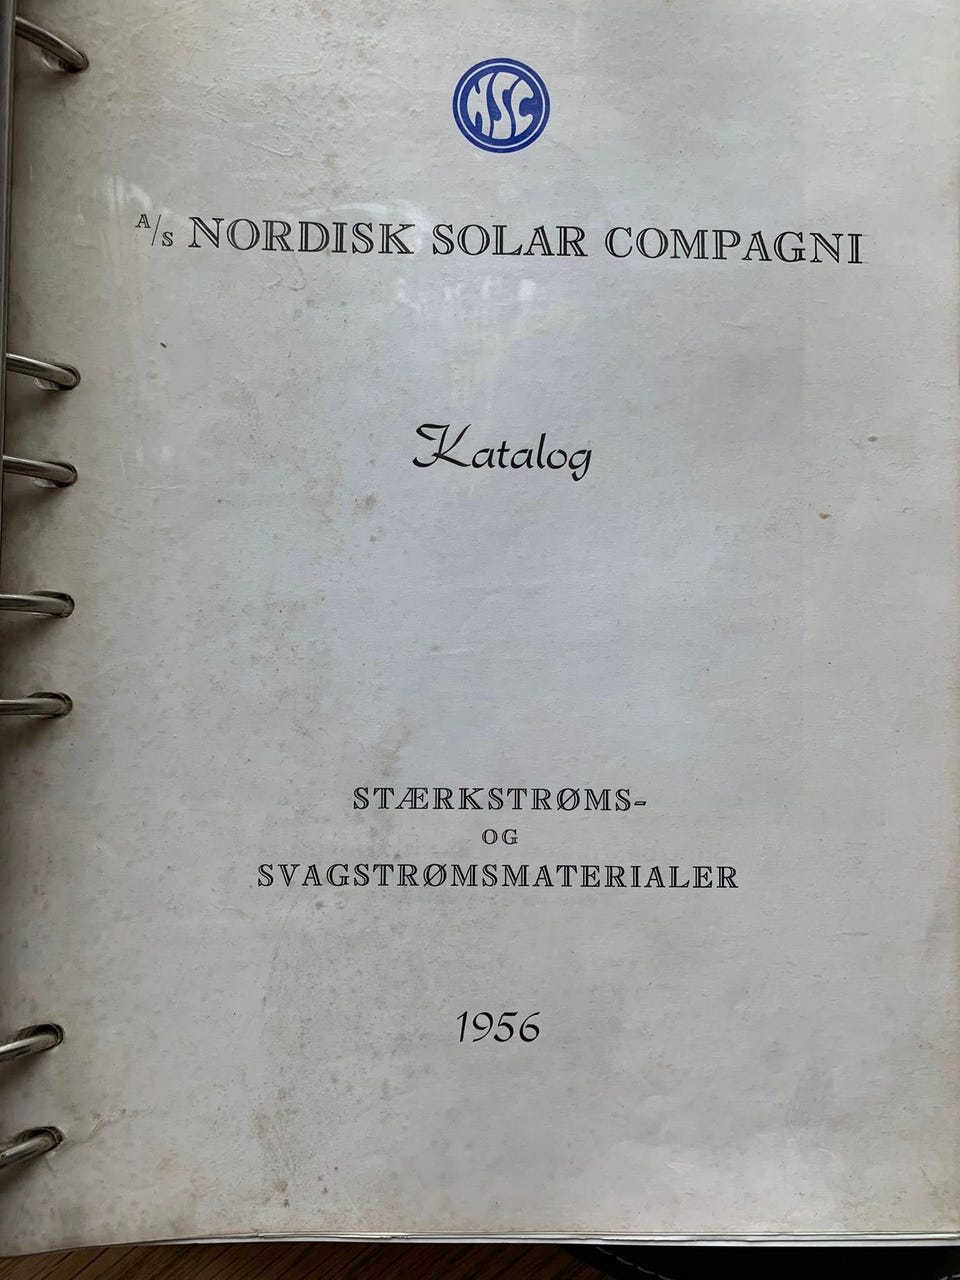 NSC
A/S NORDISK SOLAR COMPAGNI
Katalog
STÆRKSTRØMS-
OG
SVAGSTRØMSMATERIALER
1956